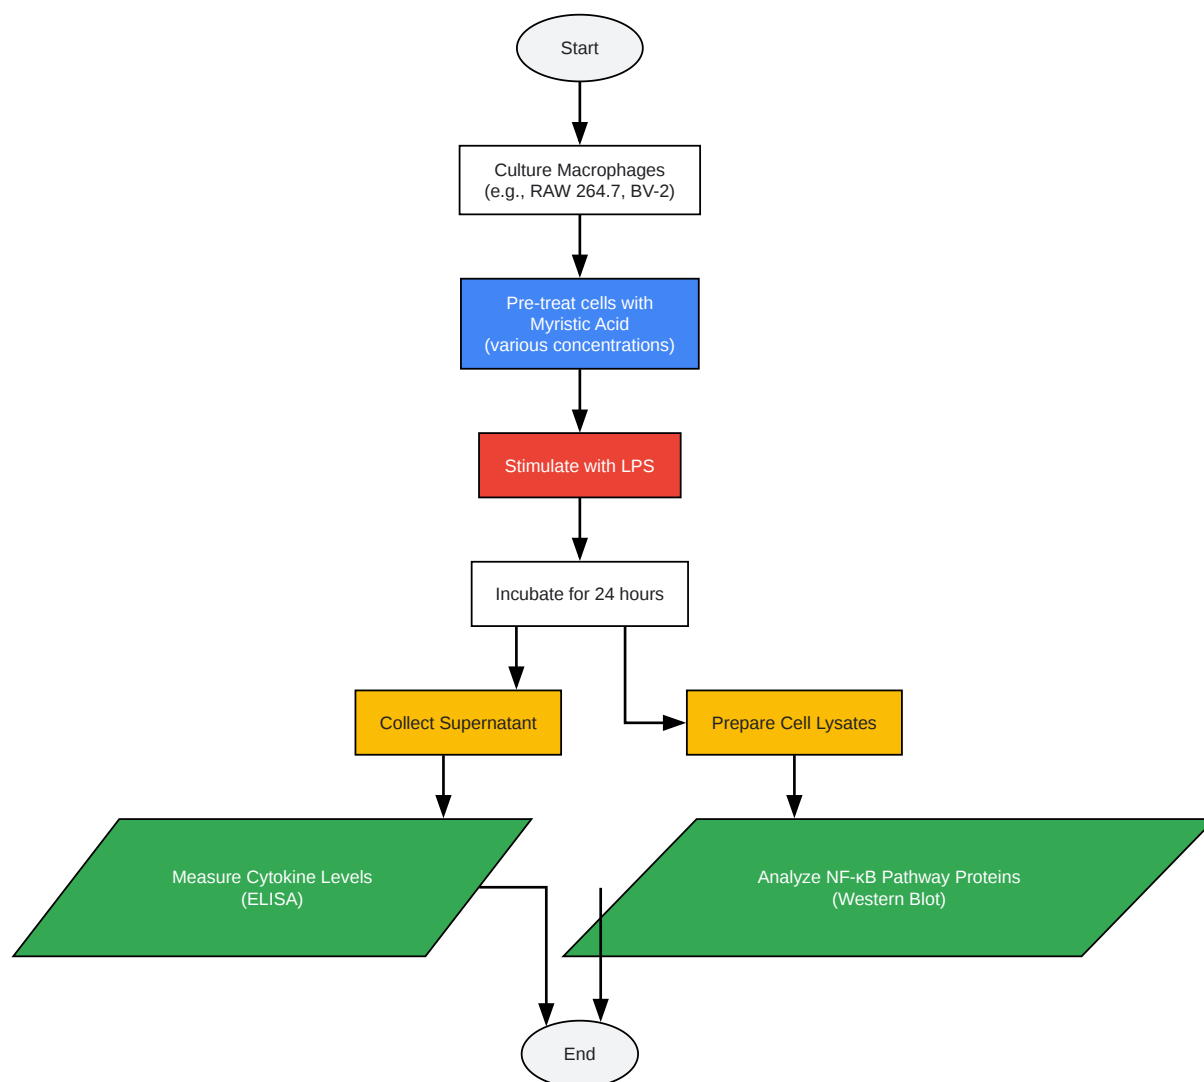 Start
Culture Macrophages
(e.g., RAW 264.7, BV-2)
Pre-treat cells with
Myristic Acid
(various concentrations)
Stimulate with LPS
Incubate for 24 hours
Collect Supernatant
Prepare Cell Lysates
Measure Cytokine Levels
(ELISA)
Analyze NF-κB Pathway Proteins
(Western Blot)
End